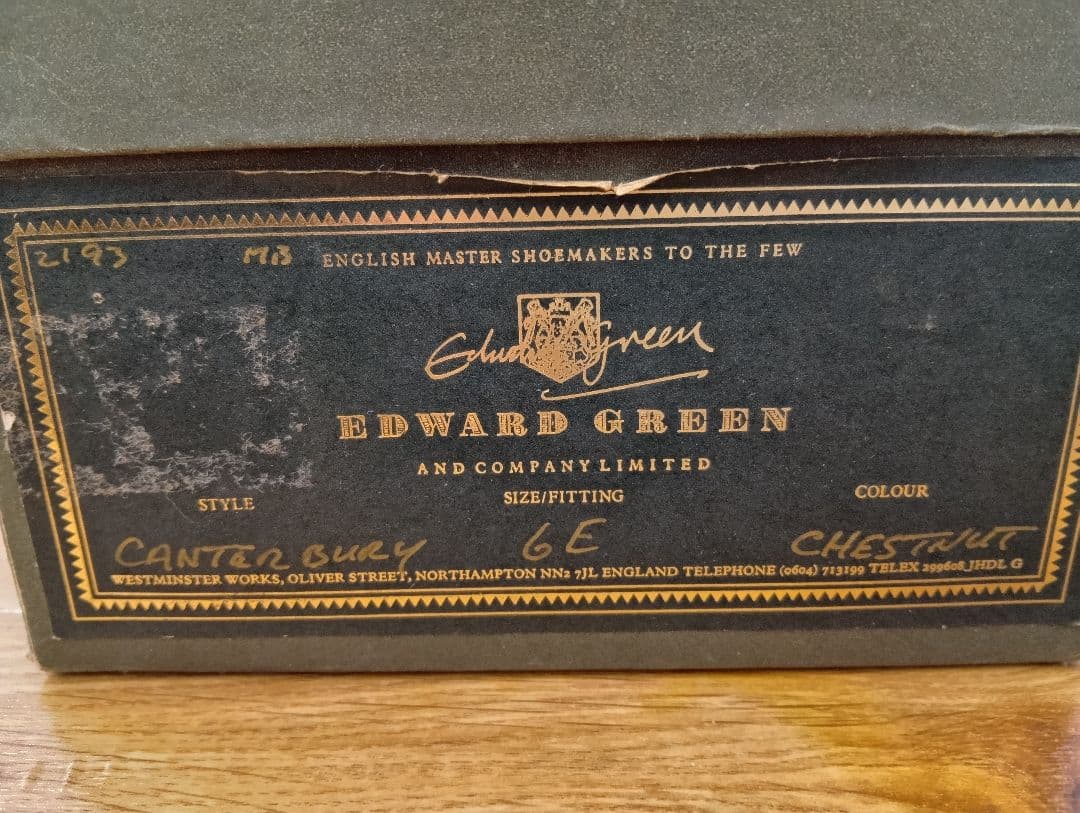 2193 MB
ENGLISH MASTER SHOEMAKERS TO THE FEW
Edward Green
EDWARD GREEN
AND COMPANY LIMITED
STYLE SIZE/FITTING COLOUR
CANTERBURY 6E CHESTNUT
WESTMINSTER WORKS, OLIVER STREET, NORTHAMPTON NN2 7JL ENGLAND TELEPHONE (0604) 713199 TELEX 299608 JHDL G